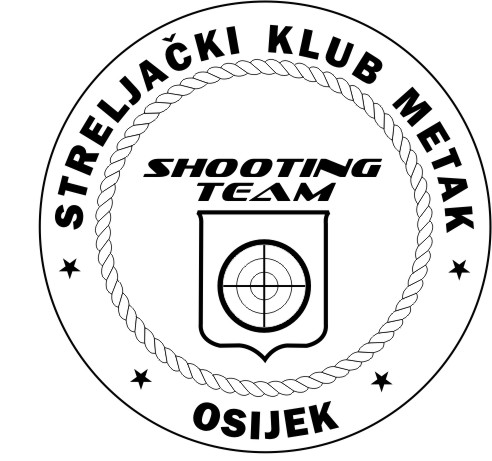 STRELJAČKI KLUB METAK
SHOOTING
TEAM
OSIJEK